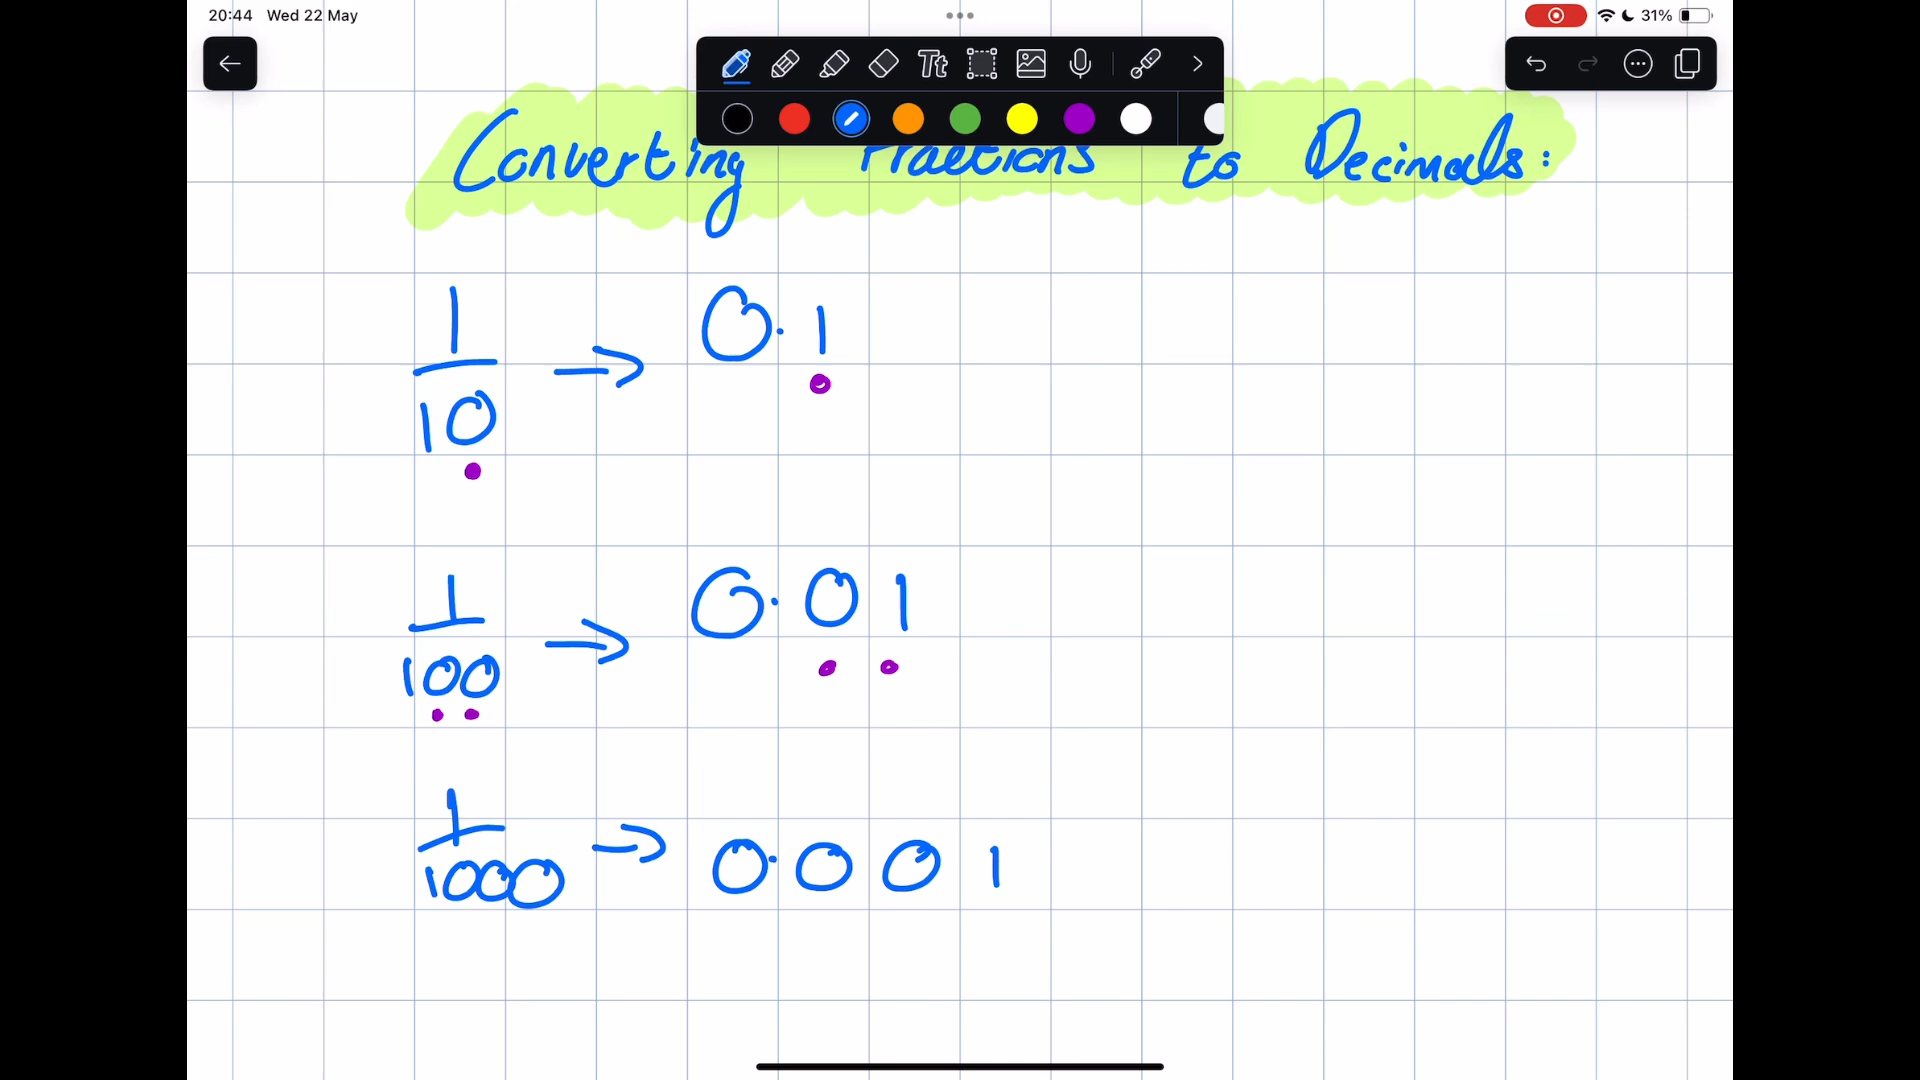 20:44 Wed 22 May
31%
Tt
Converting Fractions to Decimals:
1/10 → 0.1
1/100 → 0.01
1/1000 → 0.001